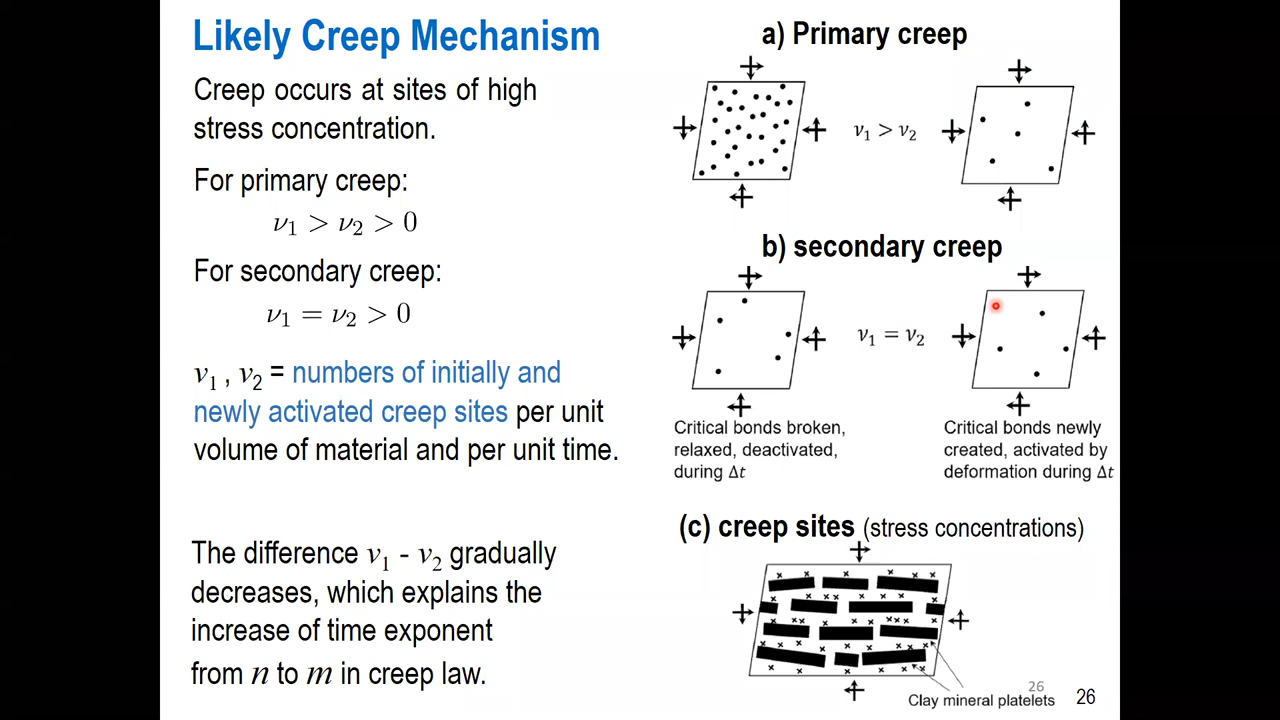 Likely Creep Mechanism
Creep occurs at sites of high
stress concentration.
For primary creep:
ν₁ > ν₂ > 0
For secondary creep:
ν₁ = ν₂ > 0
ν₁ , ν₂ = numbers of initially and
newly activated creep sites per unit
volume of material and per unit time.
The difference ν₁ - ν₂ gradually
decreases, which explains the
increase of time exponent
from n to m in creep law.
a) Primary creep
ν₁ > ν₂
b) secondary creep
ν₁ = ν₂
Critical bonds broken,
relaxed, deactivated,
during Δt
Critical bonds newly
created, activated by
deformation during Δt
(c) creep sites (stress concentrations)
Clay mineral platelets
26
26